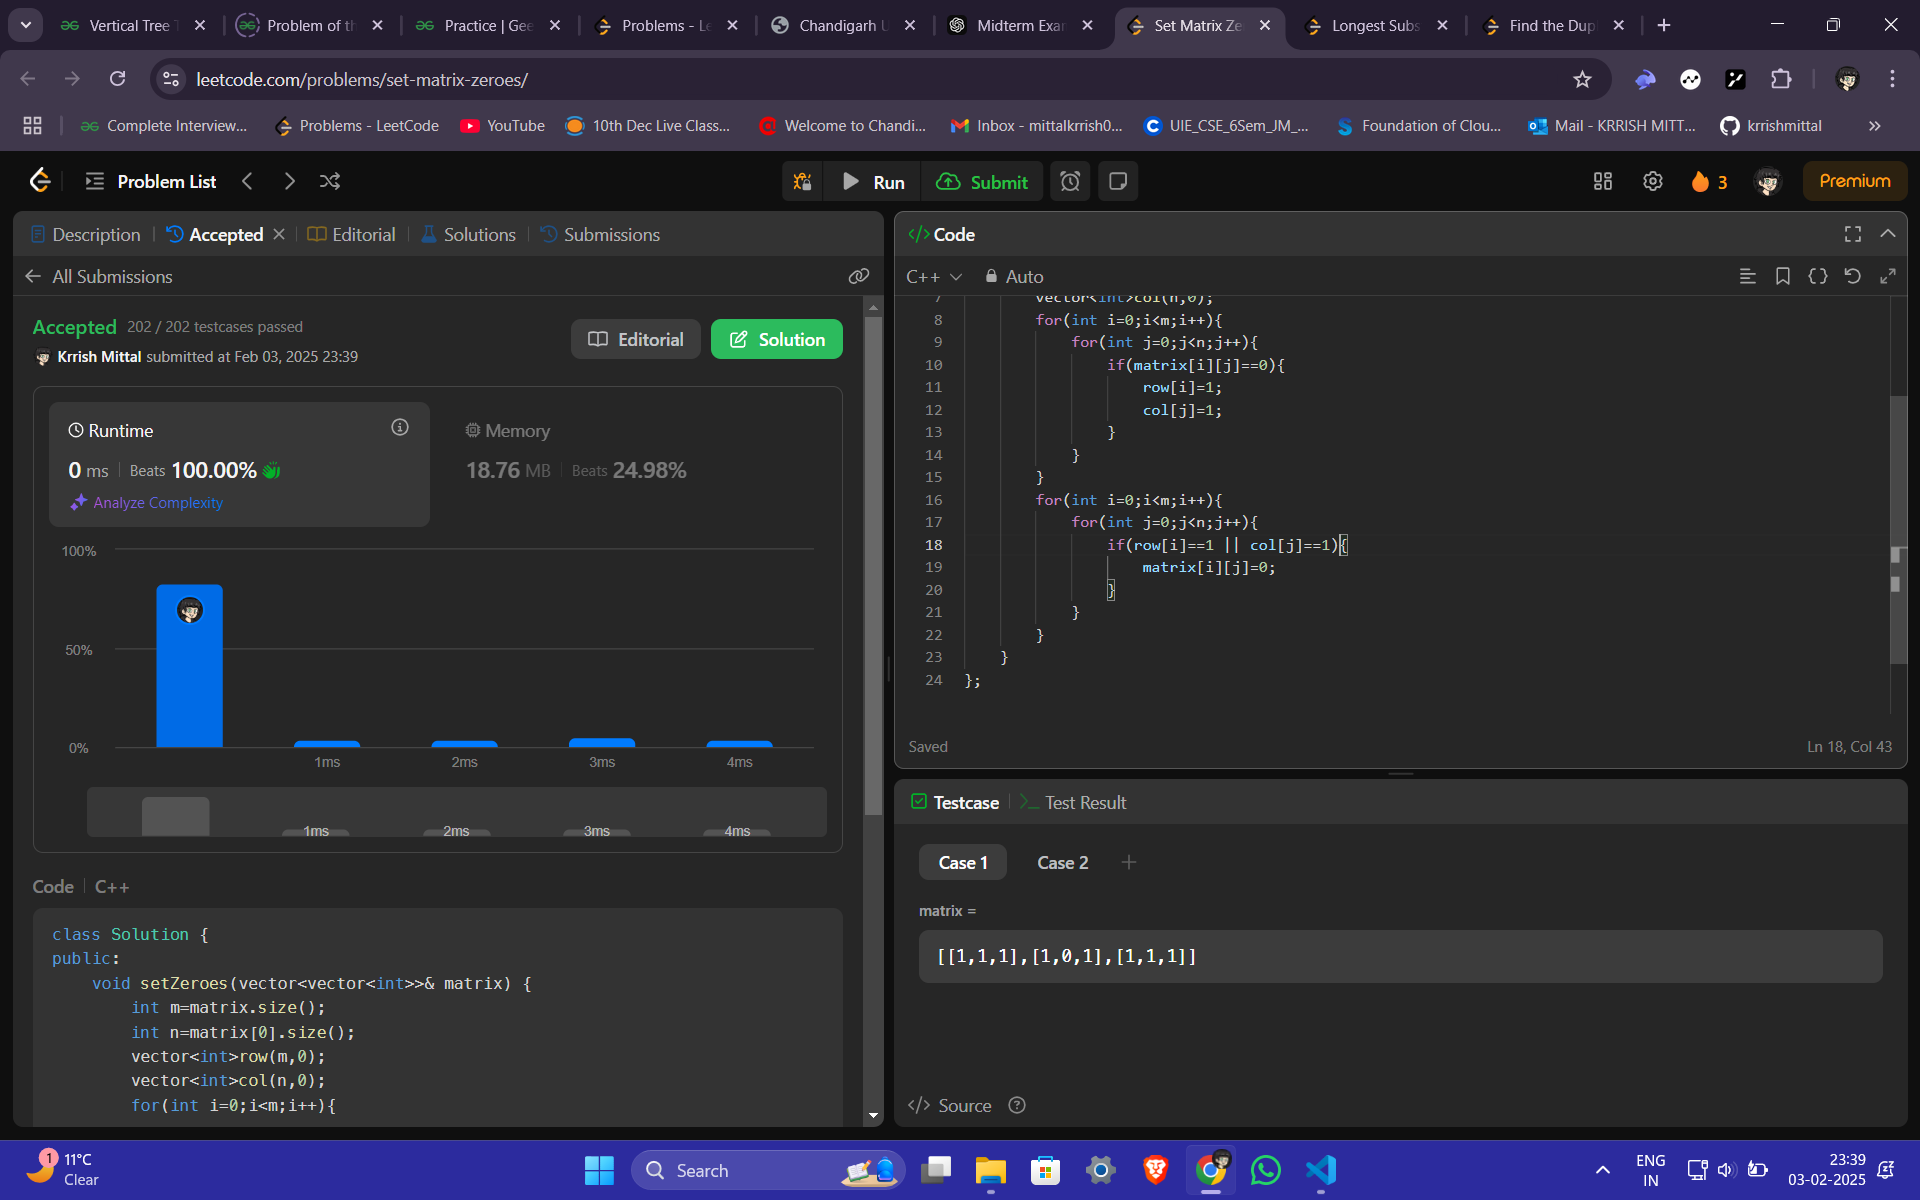 Vertical Tree T
Problem of th
Practice | Gee
Problems - Le
Chandigarh U
Midterm Exam
Set Matrix Ze
Longest Subs
Find the Dup
leetcode.com/problems/set-matrix-zeroes/
Complete Interview...
Problems - LeetCode
YouTube
10th Dec Live Class...
Welcome to Chandi...
Inbox - mittalkrrish0...
UIE_CSE_6Sem_JM_...
Foundation of Clou...
Mail - KRRISH MITT...
krrishmittal
Problem List
Run
Submit
3
Premium
Description
Accepted
Editorial
Solutions
Submissions
All Submissions
Accepted 202 / 202 testcases passed
Krrish Mittal submitted at Feb 03, 2025 23:39
Editorial
Solution
Runtime
0 ms | Beats 100.00%
Analyze Complexity
Memory
18.76 MB | Beats 24.98%
100%
50%
0%
1ms
2ms
3ms
4ms
1ms
2ms
3ms
4ms
Code | C++
class Solution {
public:
void setZeroes(vector<vector<int>>& matrix) {
int m=matrix.size();
int n=matrix[0].size();
vector<int>row(m,0);
vector<int>col(n,0);
for(int i=0;i<m;i++){
</> Code
C++
Auto
7 vector<int>col(n,0);
8 for(int i=0;i<m;i++){
9 for(int j=0;j<n;j++){
10 if(matrix[i][j]==0){
11 row[i]=1;
12 col[j]=1;
13 }
14 }
15 }
16 for(int i=0;i<m;i++){
17 for(int j=0;j<n;j++){
18 if(row[i]==1 || col[j]==1){
19 matrix[i][j]=0;
20 }
21 }
22 }
23 }
24 };
Saved
Ln 18, Col 43
Testcase
Test Result
Case 1
Case 2
matrix =
[[1,1,1],[1,0,1],[1,1,1]]
</> Source
1
11°C
Clear
Search
ENG
IN
23:39
03-02-2025